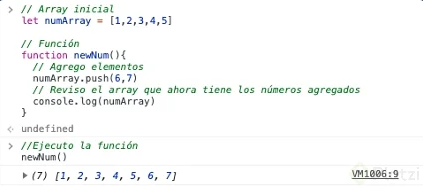 // Array inicial
let numArray = [1,2,3,4,5]
// Función
function newNum(){
// Agrego elementos
numArray.push(6,7)
// Reviso el array que ahora tiene los números agregados
console.log(numArray)
}
undefined
//Ejecuto la función
newNum()
(7) [1, 2, 3, 4, 5, 6, 7] VM1006:9